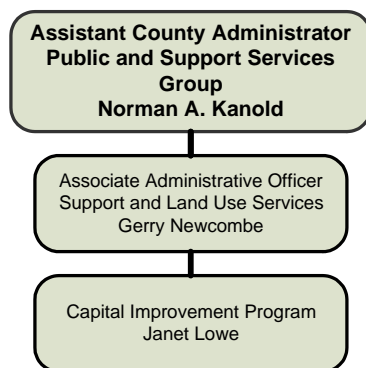 Assistant County Administrator
Public and Support Services
Group
Norman A. Kanold
Associate Administrative Officer
Support and Land Use Services
Gerry Newcombe
Capital Improvement Program
Janet Lowe